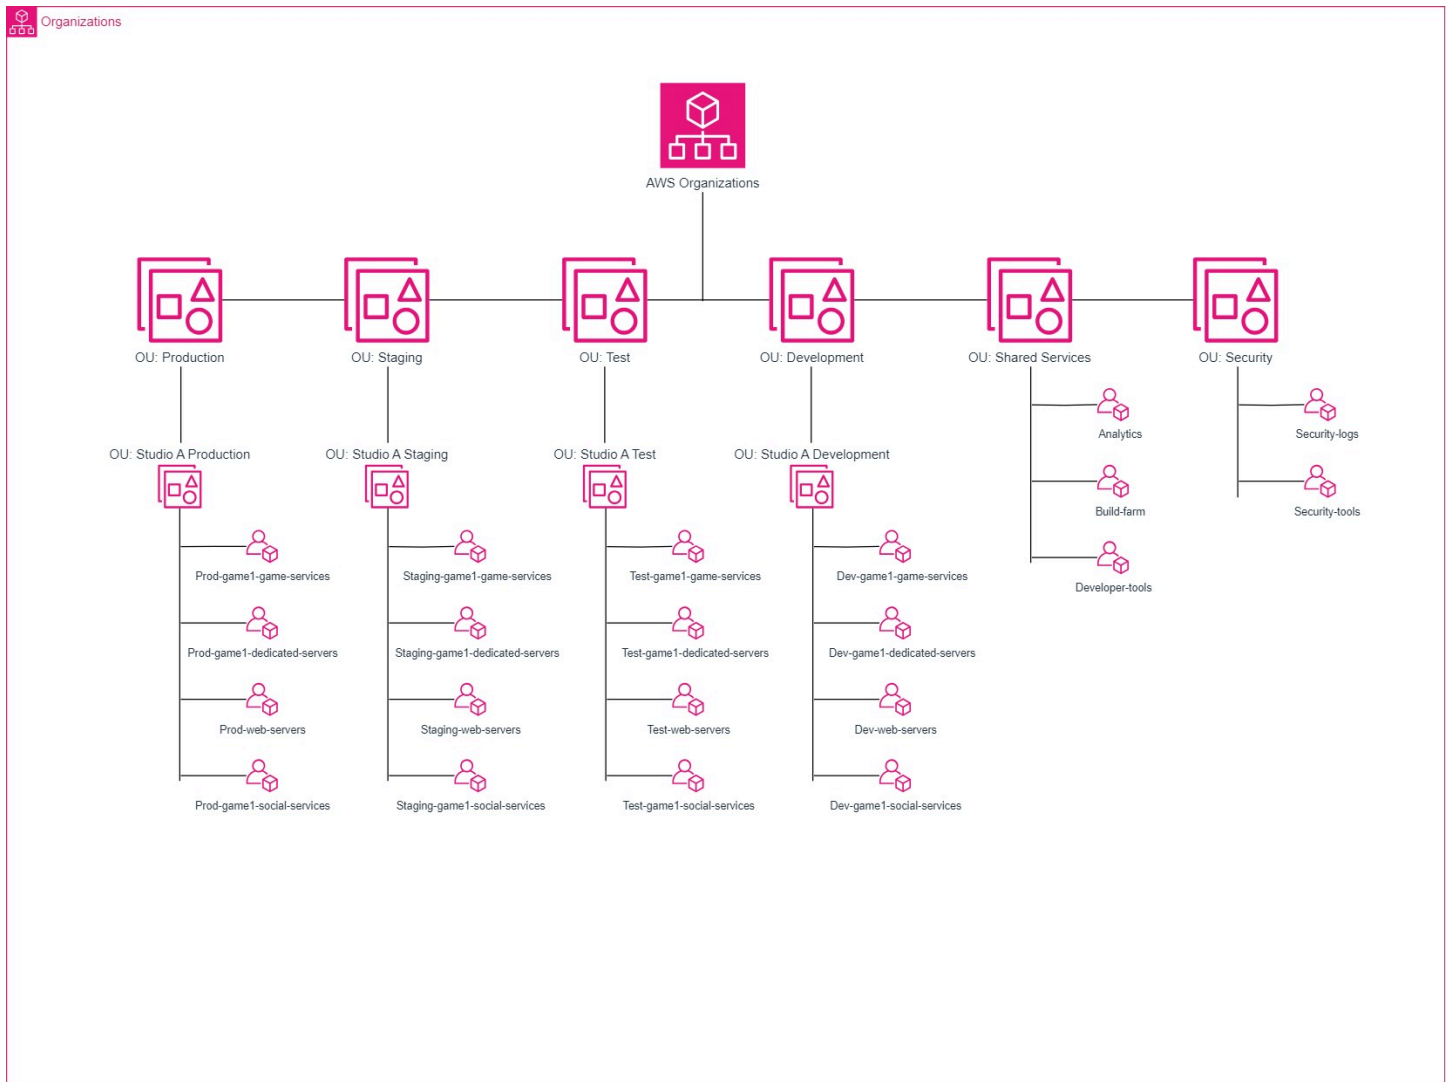 Organizations
AWS Organizations
OU: Production
OU: Staging
OU: Test
OU: Development
OU: Shared Services
OU: Security
Analytics
Security-logs
OU: Studio A Production
OU: Studio A Staging
OU: Studio A Test
OU: Studio A Development
Build-farm
Security-tools
Prod-game1-game-services
Staging-game1-game-services
Test-game1-game-services
Dev-game1-game-services
Developer-tools
Prod-game1-dedicated-servers
Staging-game1-dedicated-servers
Test-game1-dedicated-servers
Dev-game1-dedicated-servers
Prod-web-servers
Staging-web-servers
Test-web-servers
Dev-web-servers
Prod-game1-social-services
Staging-game1-social-services
Test-game1-social-services
Dev-game1-social-services